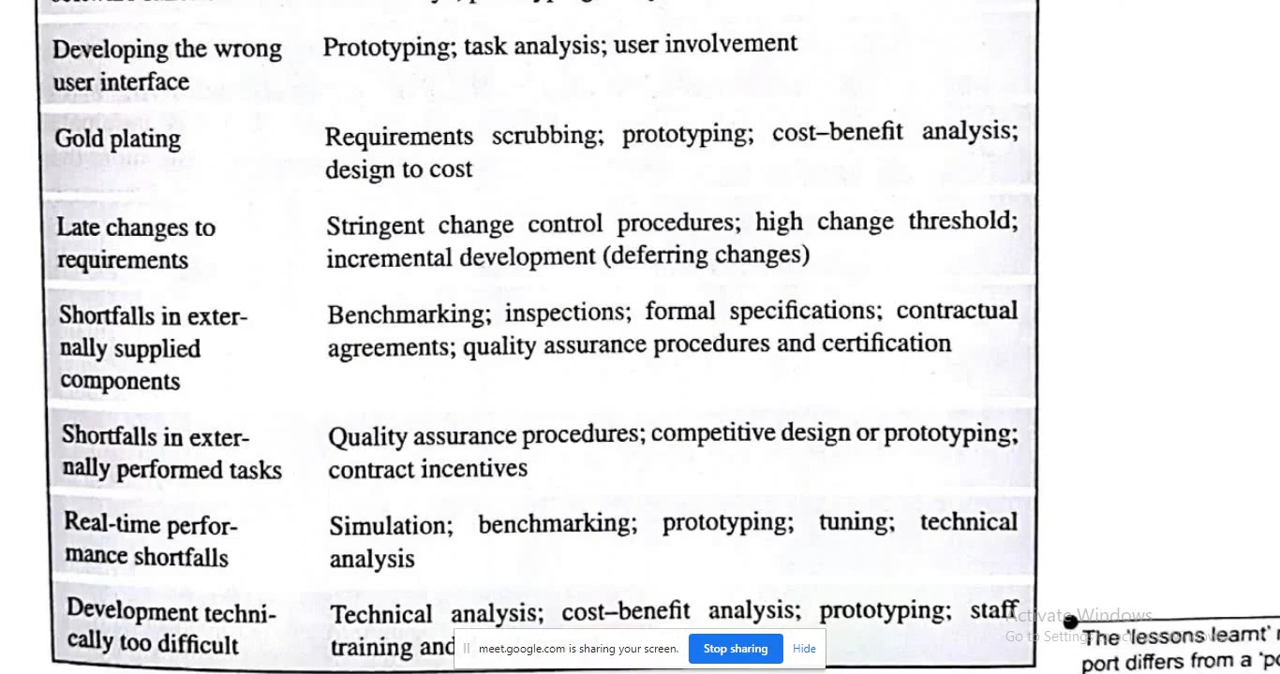 Developing the wrong
user interface
Prototyping; task analysis; user involvement
Gold plating
Requirements scrubbing; prototyping; cost–benefit analysis;
design to cost
Late changes to
requirements
Stringent change control procedures; high change threshold;
incremental development (deferring changes)
Shortfalls in exter-
nally supplied
components
Benchmarking; inspections; formal specifications; contractual
agreements; quality assurance procedures and certification
Shortfalls in exter-
nally performed tasks
Quality assurance procedures; competitive design or prototyping;
contract incentives
Real-time perfor-
mance shortfalls
Simulation; benchmarking; prototyping; tuning; technical
analysis
Development techni-
cally too difficult
Technical analysis; cost–benefit analysis; prototyping; staff
training and
meet.google.com is sharing your screen.
Stop sharing
Hide
Activate Windows
Go to Settings
The 'lessons learnt'
port differs from a